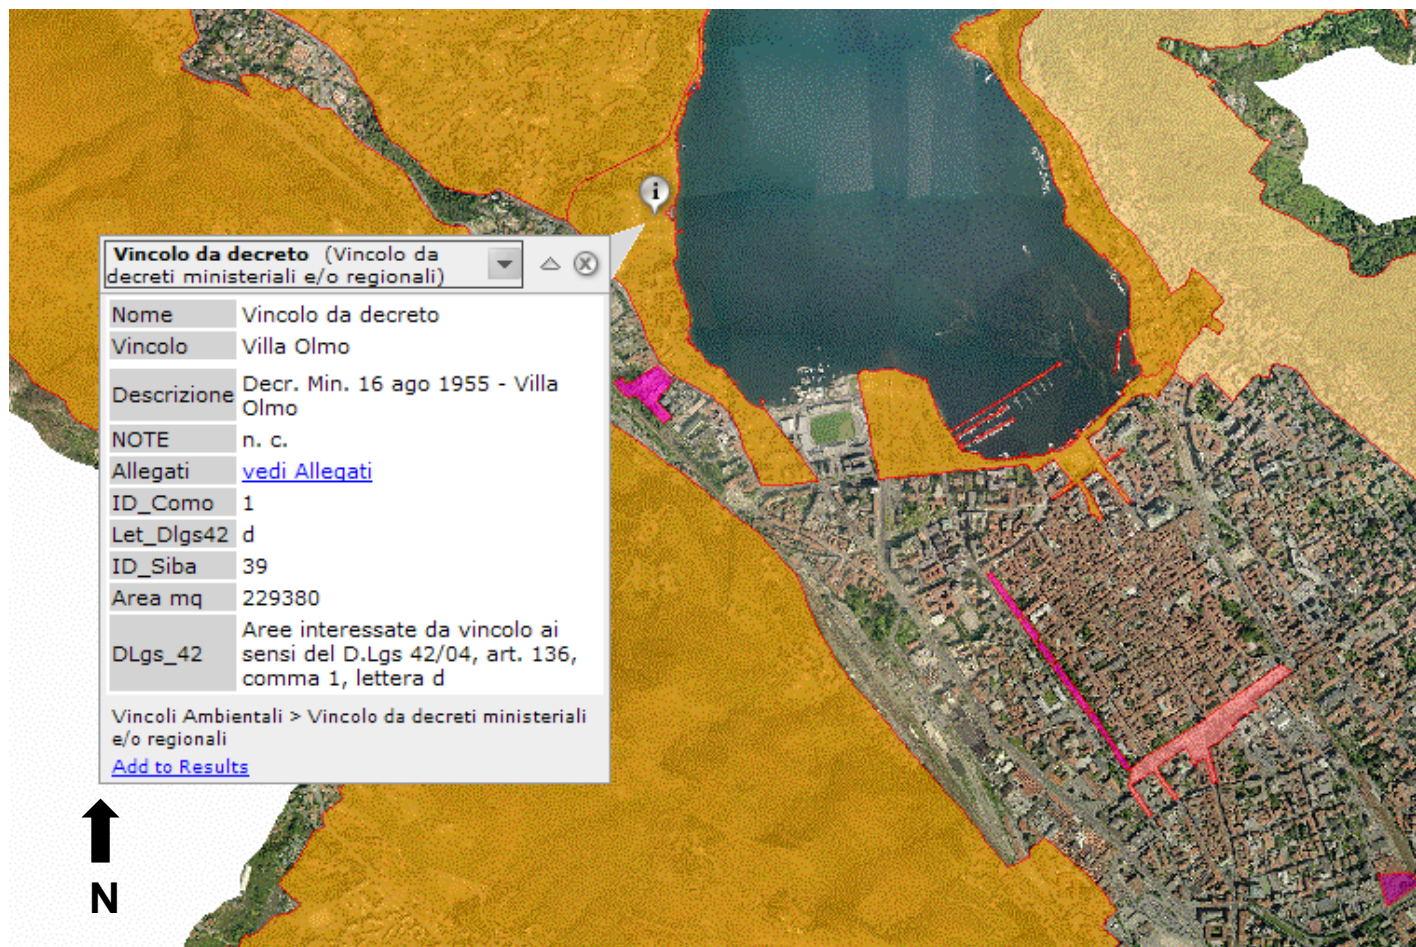 i
Vincolo da decreto (Vincolo da
decreti ministeriali e/o regionali)
Nome Vincolo da decreto
Vincolo Villa Olmo
Descrizione Decr. Min. 16 ago 1955 - Villa
Olmo
NOTE n. c.
Allegati vedi Allegati
ID_Como 1
Let_Dlgs42 d
ID_Siba 39
Area mq 229380
DLgs_42 Aree interessate da vincolo ai
sensi del D.Lgs 42/04, art. 136,
comma 1, lettera d
Vincoli Ambientali > Vincolo da decreti ministeriali
e/o regionali
Add to Results
N